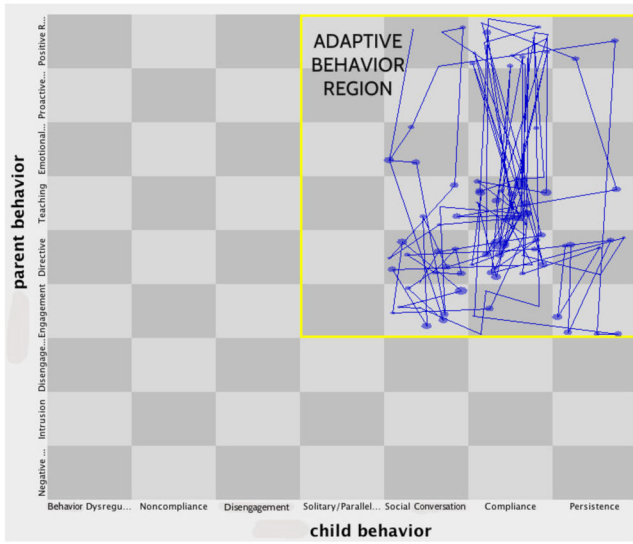 ADAPTIVE
BEHAVIOR
REGION
parent behavior
Positive R...
Proactive...
Emotional...
Teaching
Directive
Engagement
Disengage...
Intrusion
Negative ...
Behavior Dysregu...
Noncompliance
Disengagement
Solitary/Parallel...
Social Conversation
Compliance
Persistence
child behavior